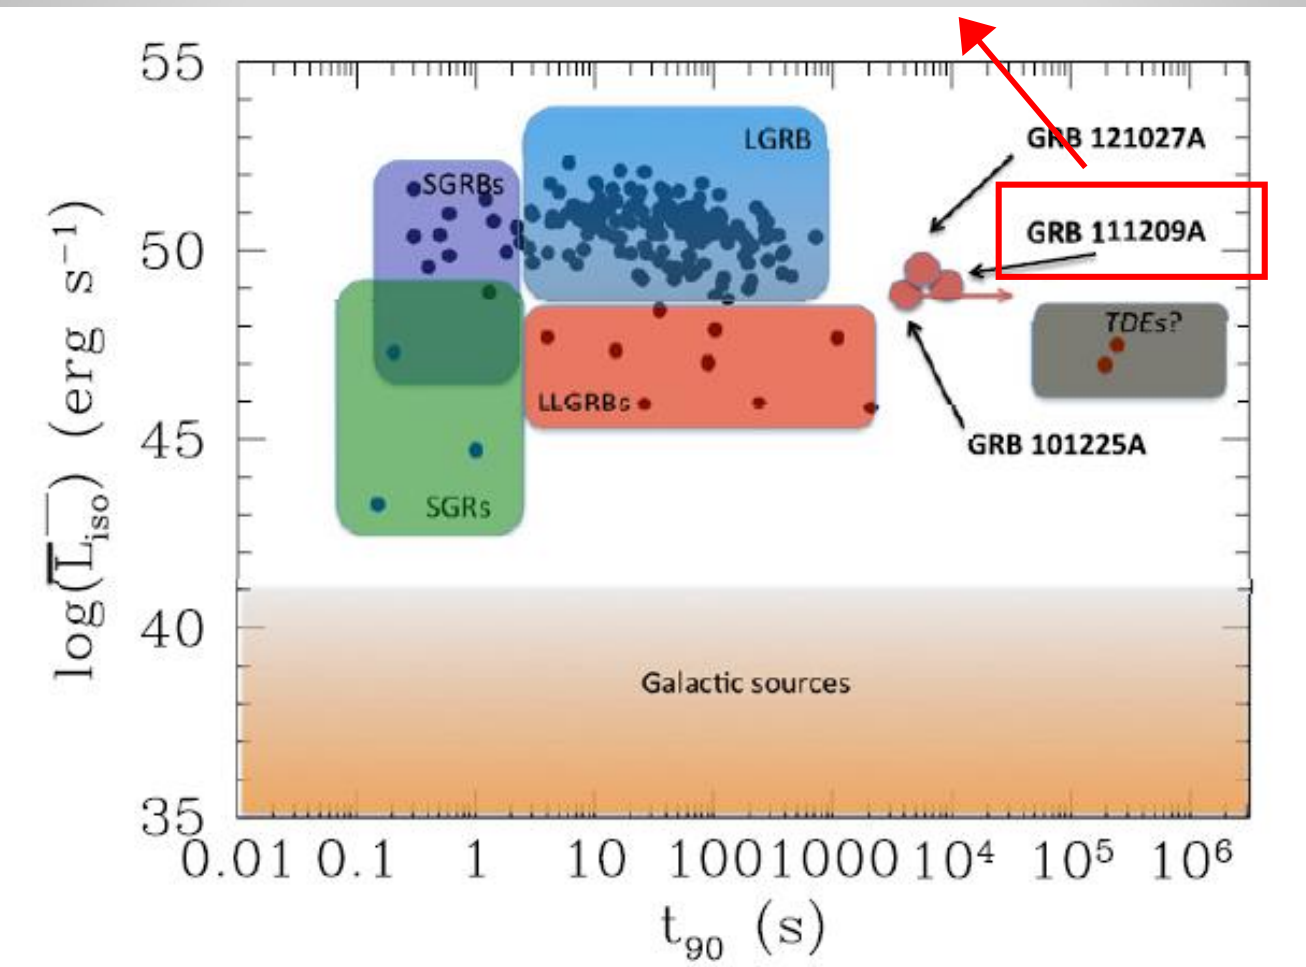 55
50
45
40
35
log(L̅iso) (erg s⁻¹)
LGRB
SGRBs
GRB 121027A
GRB 111209A
TDEs?
LLGRBs
GRB 101225A
SGRs
Galactic sources
0.01 0.1 1 10 100 1000 10⁴ 10⁵ 10⁶
t₉₀ (s)